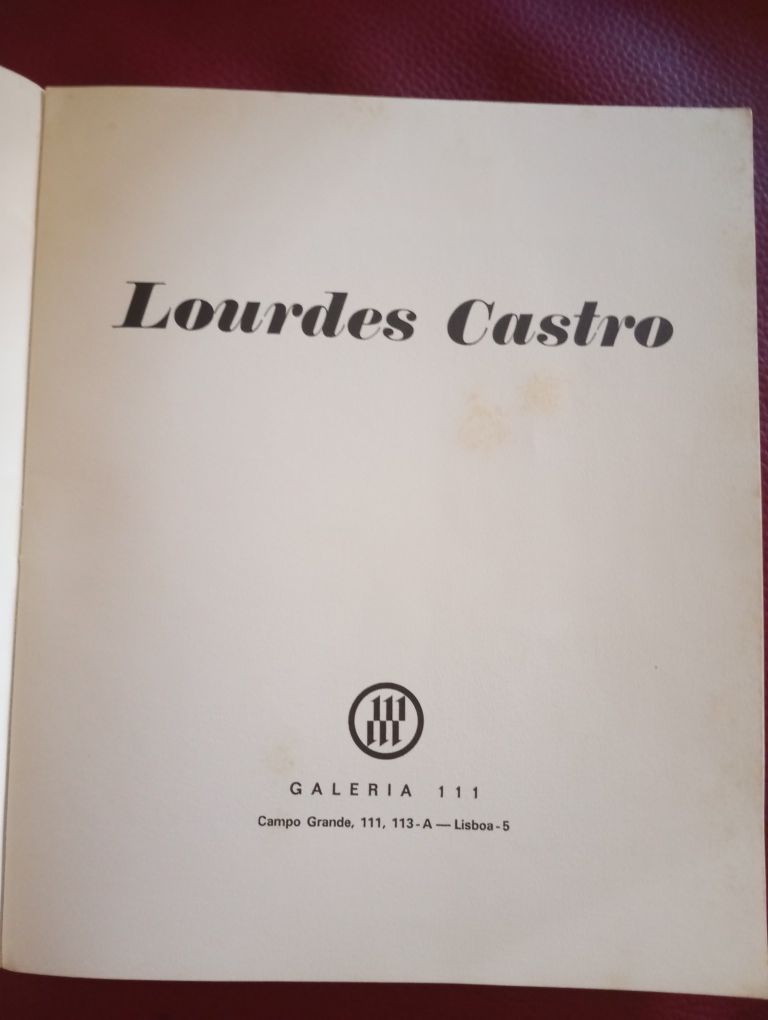 Lourdes Castro
111
111
GALERIA 111
Campo Grande, 111, 113-A — Lisboa-5